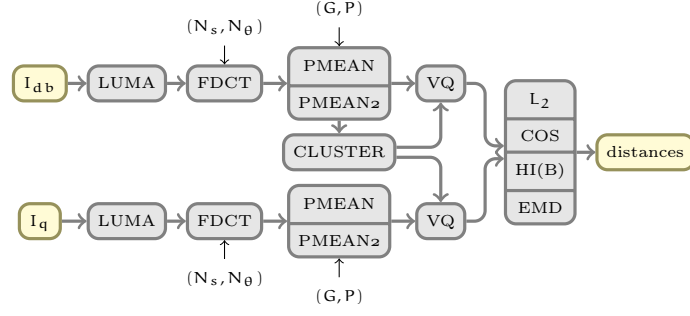 (G, P)
(N_s, N_θ)
I_db
LUMA
FDCT
PMEAN
PMEAN2
VQ
CLUSTER
L_2
COS
HI(B)
EMD
distances
I_q
LUMA
FDCT
PMEAN
PMEAN2
VQ
(N_s, N_θ)
(G, P)